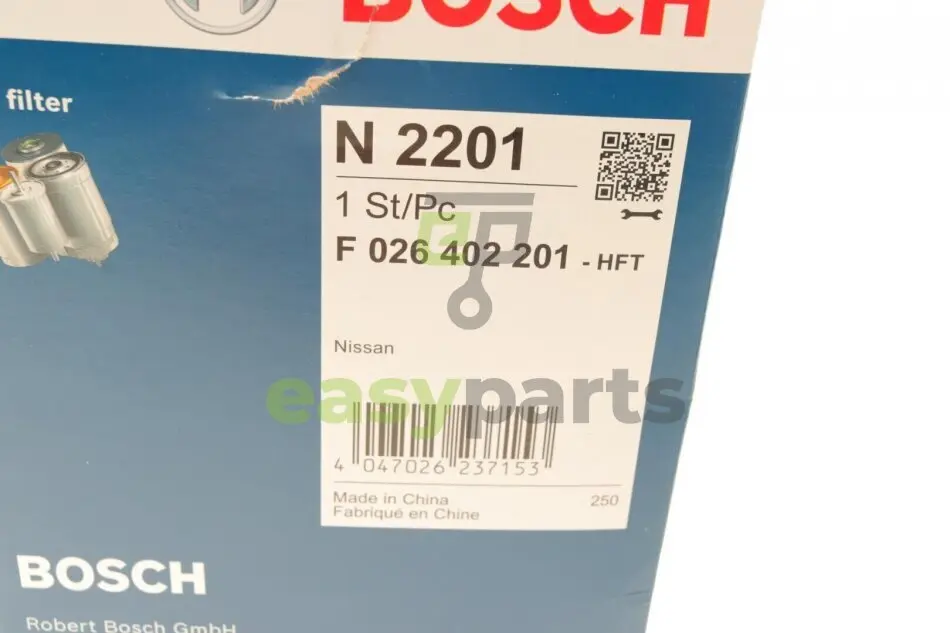 BOSCH
filter
N 2201
1 St/Pc
F 026 402 201 - HFT
Nissan
easyparts
4 047026 237153
Made in China
250
Fabriqué en Chine
BOSCH
Robert Bosch GmbH